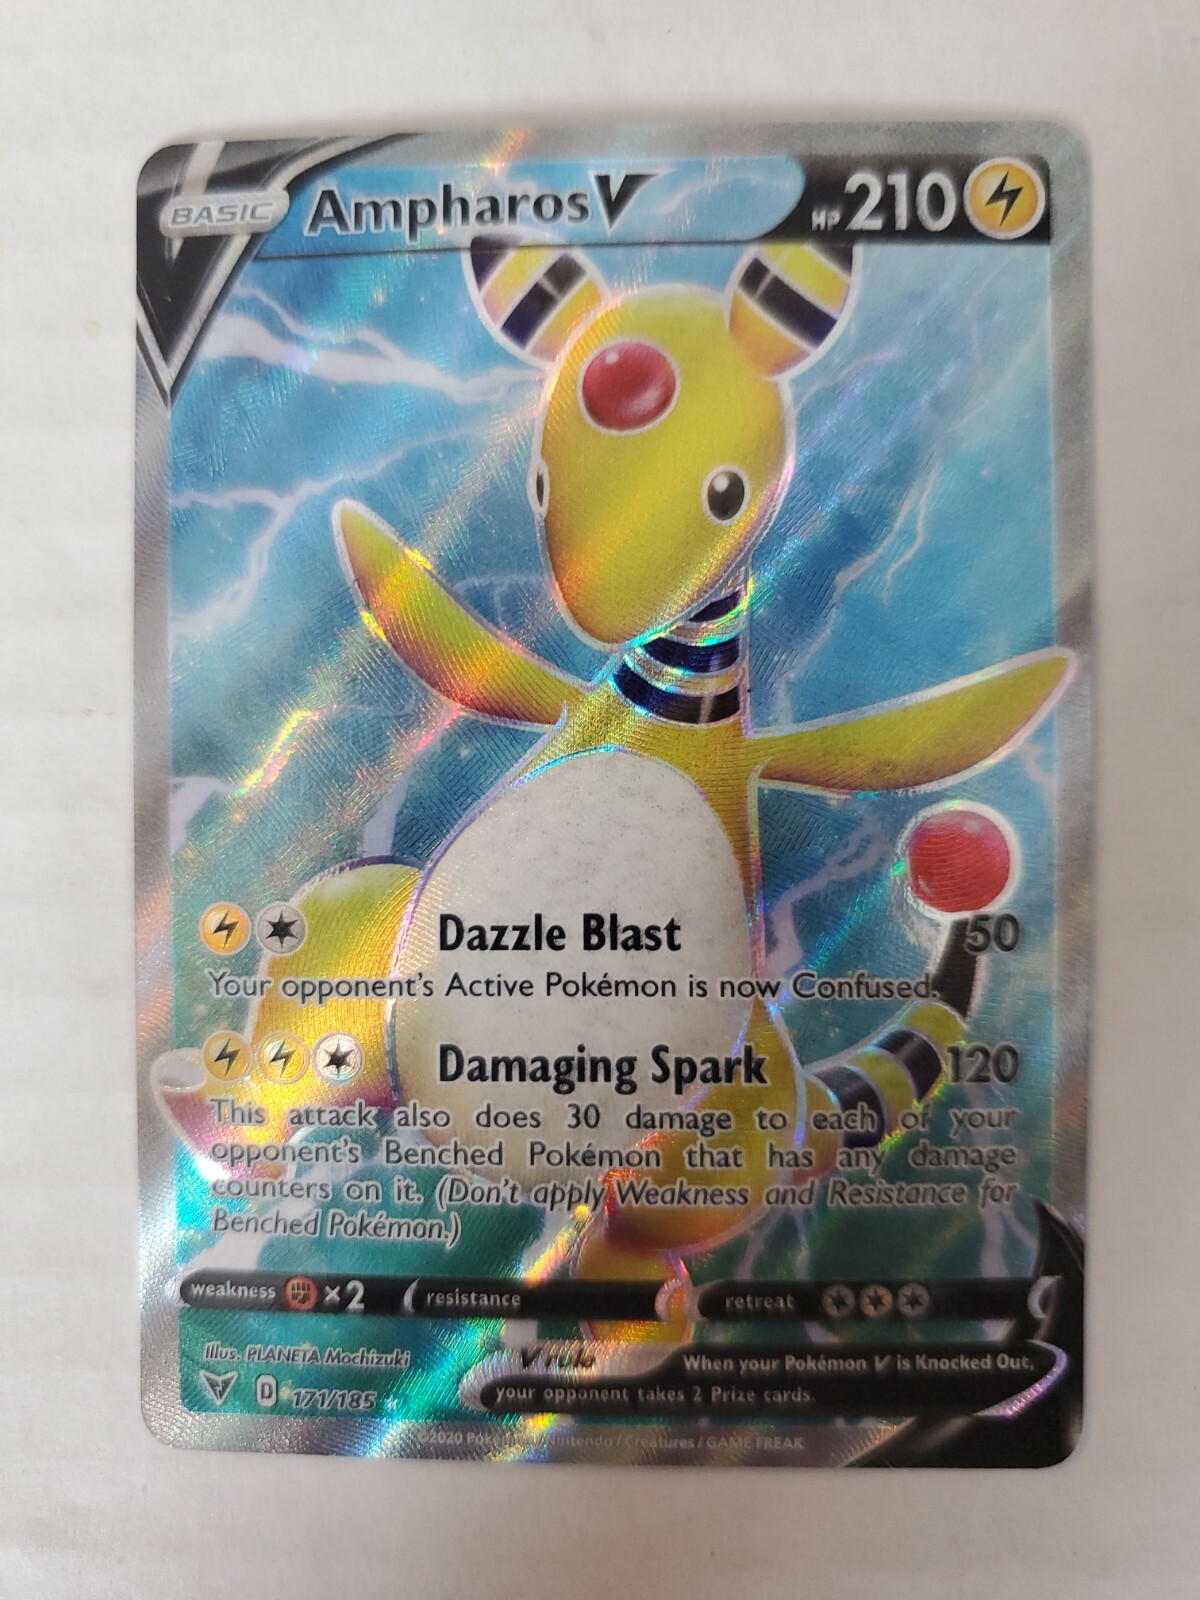 BASIC
Ampharos V
HP 210
Dazzle Blast 50
Your opponent's Active Pokémon is now Confused.
Damaging Spark 120
This attack also does 30 damage to each of your
opponent's Benched Pokémon that has any damage
counters on it. (Don't apply Weakness and Resistance for
Benched Pokémon.)
weakness ×2 resistance retreat
Illus. PLANETA Mochizuki
V rule When your Pokémon V is Knocked Out,
your opponent takes 2 Prize cards.
D 171/185
©2020 Pokémon / Nintendo / Creatures / GAME FREAK